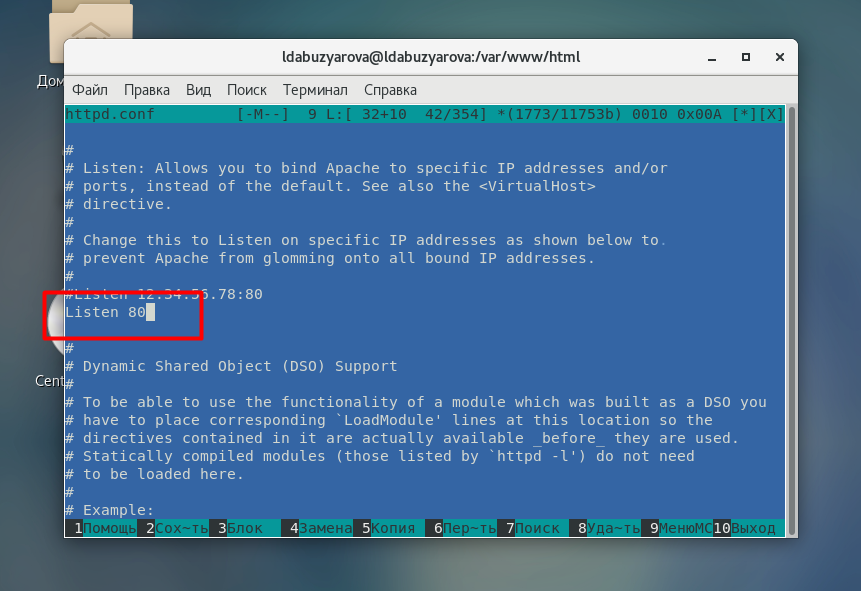 Дом
ldabuzyarova@ldabuzyarova:/var/www/html
Файл Правка Вид Поиск Терминал Справка
httpd.conf [-M--] 9 L:[ 32+10 42/354] *(1773/11753b) 0010 0x00A [*][X]
#
# Listen: Allows you to bind Apache to specific IP addresses and/or
# ports, instead of the default. See also the <VirtualHost>
# directive.
#
# Change this to Listen on specific IP addresses as shown below to.
# prevent Apache from glomming onto all bound IP addresses.
#
#Listen 12.34.56.78:80
Listen 80
#
# Dynamic Shared Object (DSO) Support
Cent
#
# To be able to use the functionality of a module which was built as a DSO you
# have to place corresponding `LoadModule' lines at this location so the
# directives contained in it are actually available _before_ they are used.
# Statically compiled modules (those listed by `httpd -l') do not need
# to be loaded here.
#
# Example:
1Помощь 2Сох~ть 3Блок 4Замена 5Копия 6Пер~ть 7Поиск 8Уда~ть 9МенюМС 10Выход